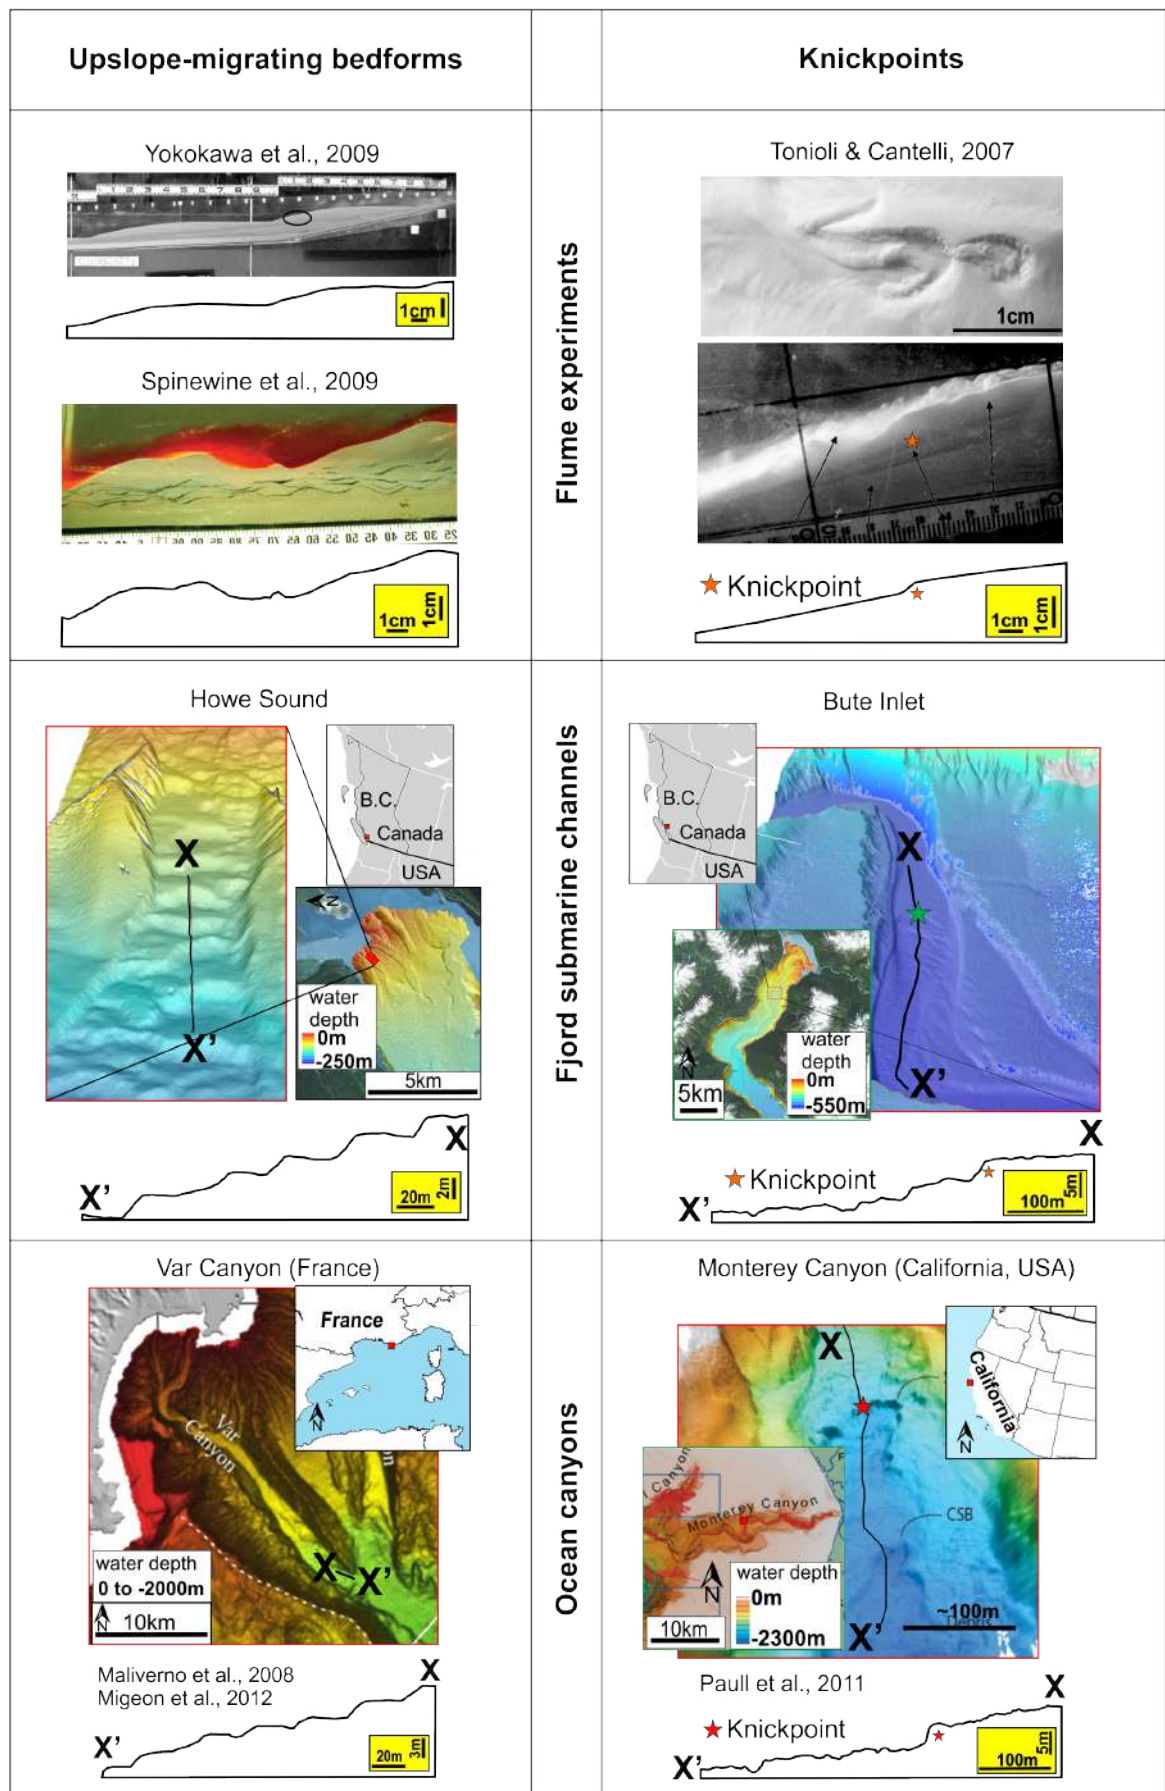 Upslope-migrating bedforms
Knickpoints
Flume experiments
Yokokawa et al., 2009
1cm
Spinewine et al., 2009
1cm
1cm
Tonioli & Cantelli, 2007
1cm
Knickpoint
1cm
1cm
Fjord submarine channels
Howe Sound
X
X'
B.C.
Canada
USA
N
water
depth
0m
-250m
5km
X'
X
20m
2m
Bute Inlet
B.C.
Canada
USA
X
X'
N
5km
water
depth
0m
-550m
X
Knickpoint
X'
100m
5m
Ocean canyons
Var Canyon (France)
France
N
Var
Canyon
X
X'
water depth
0 to -2000m
N
10km
Maliverno et al., 2008
Migeon et al., 2012
X
X'
20m
3m
Monterey Canyon (California, USA)
X
California
N
Canyon
Monterey Canyon
CSB
N
10km
water depth
0m
-2300m
X'
~100m
Debris
Paull et al., 2011
X
Knickpoint
X'
100m
5m